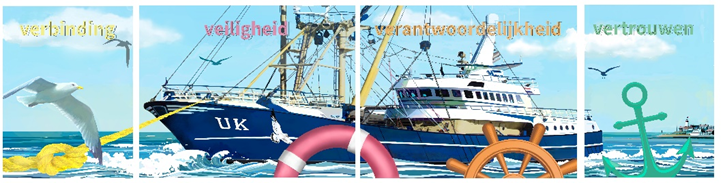 verbinding
veiligheid
verantwoordelijkheid
vertrouwen
UK